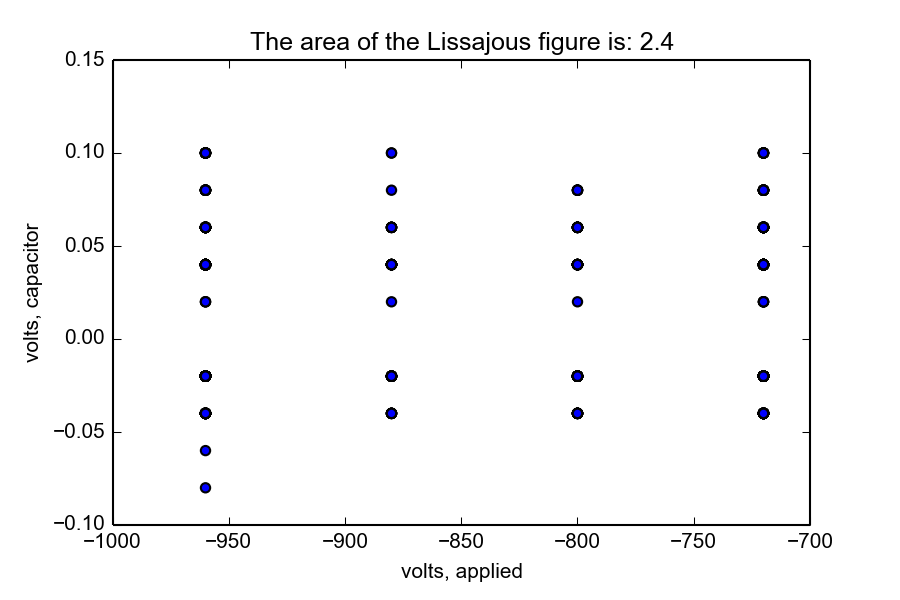 The area of the Lissajous figure is: 2.4
0.15
0.10
0.05
0.00
−0.05
−0.10
−1000 −950 −900 −850 −800 −750 −700
volts, capacitor
volts, applied